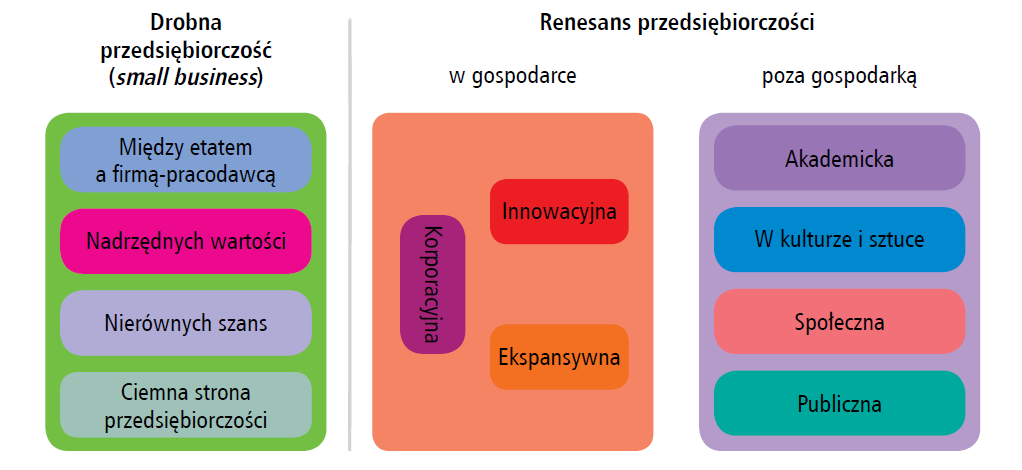 Drobna
przedsiębiorczość
(small business)
Między etatem
a firmą-pracodawcą
Nadrzędnych wartości
Nierównych szans
Ciemna strona
przedsiębiorczości
Renesans przedsiębiorczości
w gospodarce
Korporacyjna
Innowacyjna
Ekspansywna
poza gospodarką
Akademicka
W kulturze i sztuce
Społeczna
Publiczna